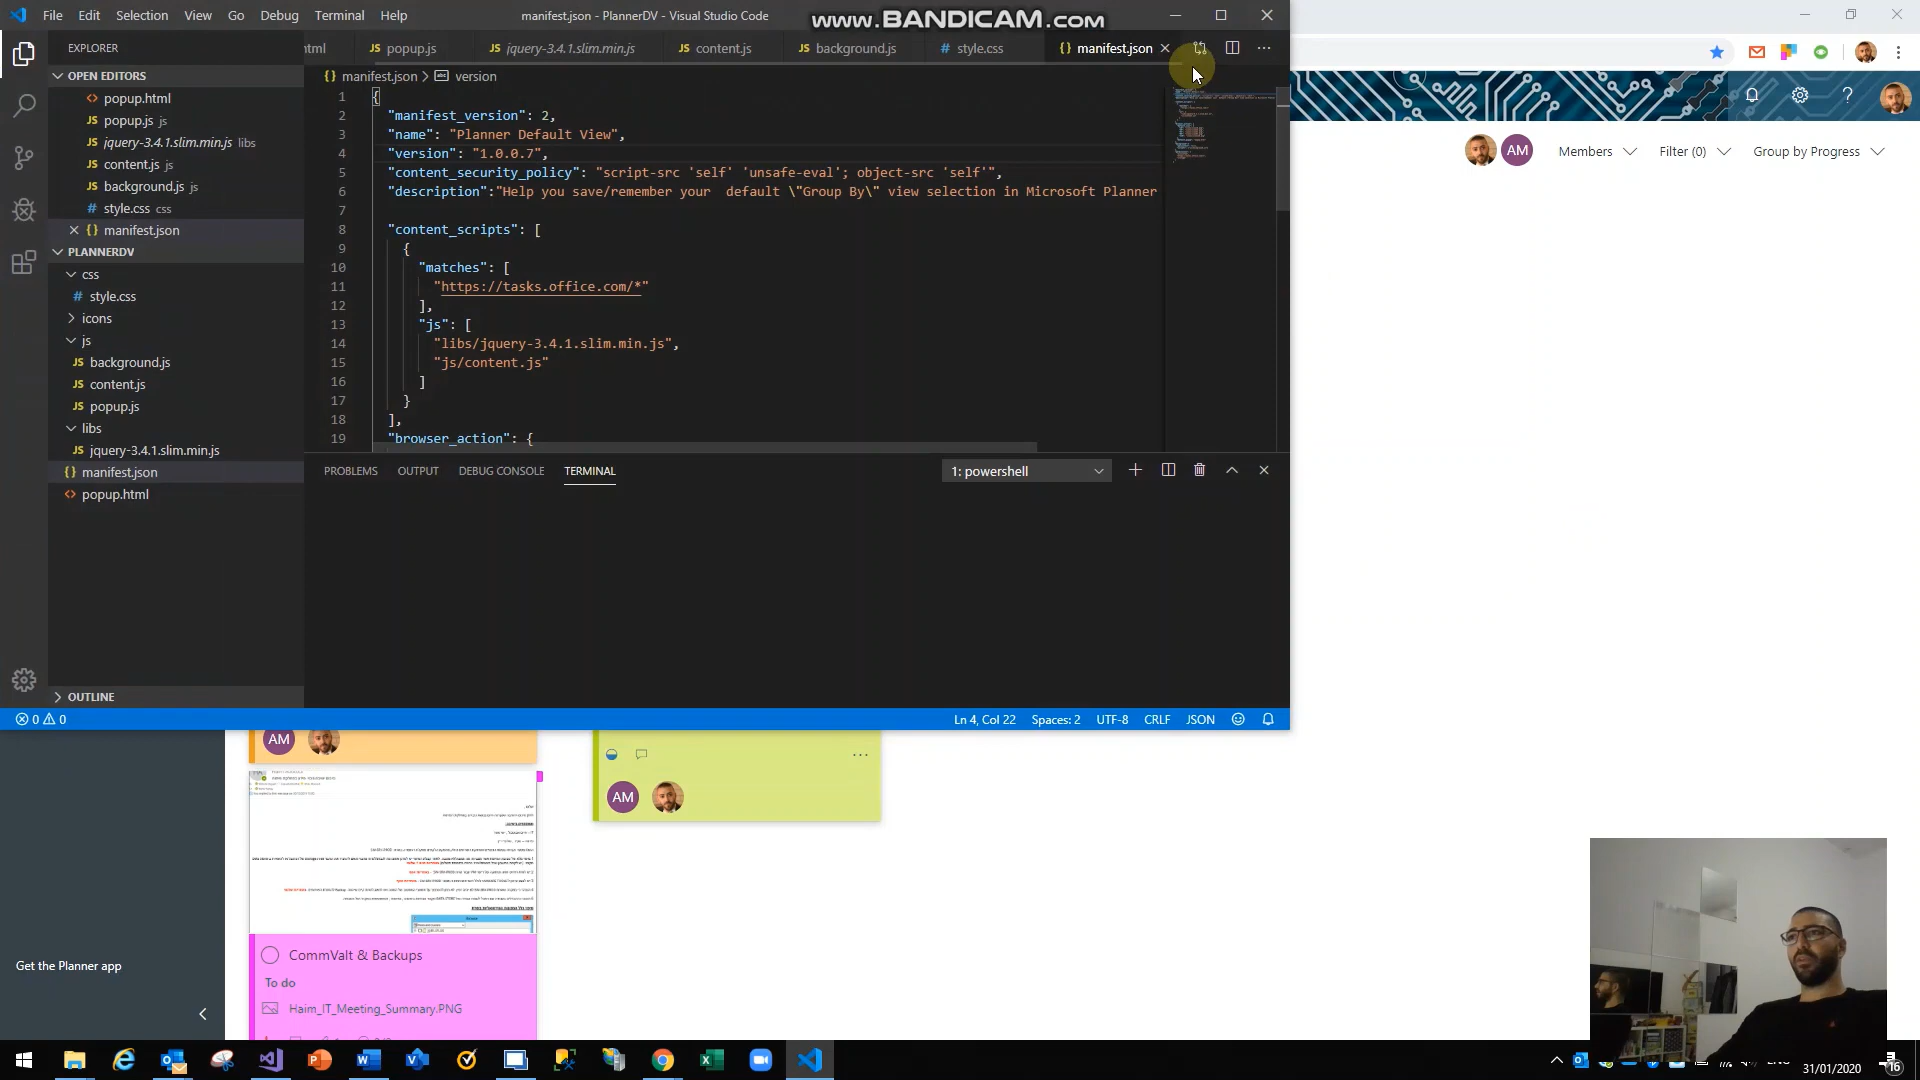 File Edit Selection View Go Debug Terminal Help
manifest.json - PlannerDV - Visual Studio Code
www.BANDICAM.com
EXPLORER
OPEN EDITORS
popup.html
popup.js js
jquery-3.4.1.slim.min.js libs
content.js js
background.js js
style.css css
manifest.json
PLANNERDV
css
style.css
icons
js
background.js
content.js
popup.js
libs
jquery-3.4.1.slim.min.js
manifest.json
popup.html
OUTLINE
popup.js jquery-3.4.1.slim.min.js content.js background.js style.css manifest.json
manifest.json > version
1 {
2 "manifest_version": 2,
3 "name": "Planner Default View",
4 "version": "1.0.0.7",
5 "content_security_policy": "script-src 'self' 'unsafe-eval'; object-src 'self'",
6 "description":"Help you save/remember your  default \"Group By\" view selection in Microsoft Planner
7
8 "content_scripts": [
9 {
10 "matches": [
11 "https://tasks.office.com/*"
12 ],
13 "js": [
14 "libs/jquery-3.4.1.slim.min.js",
15 "js/content.js"
16 ]
17 }
18 ],
19 "browser_action": {
PROBLEMS OUTPUT DEBUG CONSOLE TERMINAL
1: powershell
0 0
Ln 4, Col 22 Spaces: 2 UTF-8 CRLF JSON
AM
Members Filter (0) Group by Progress
AM
AM
CommValt & Backups
To do
Haim_IT_Meeting_Summary.PNG
Get the Planner app
31/01/2020
16